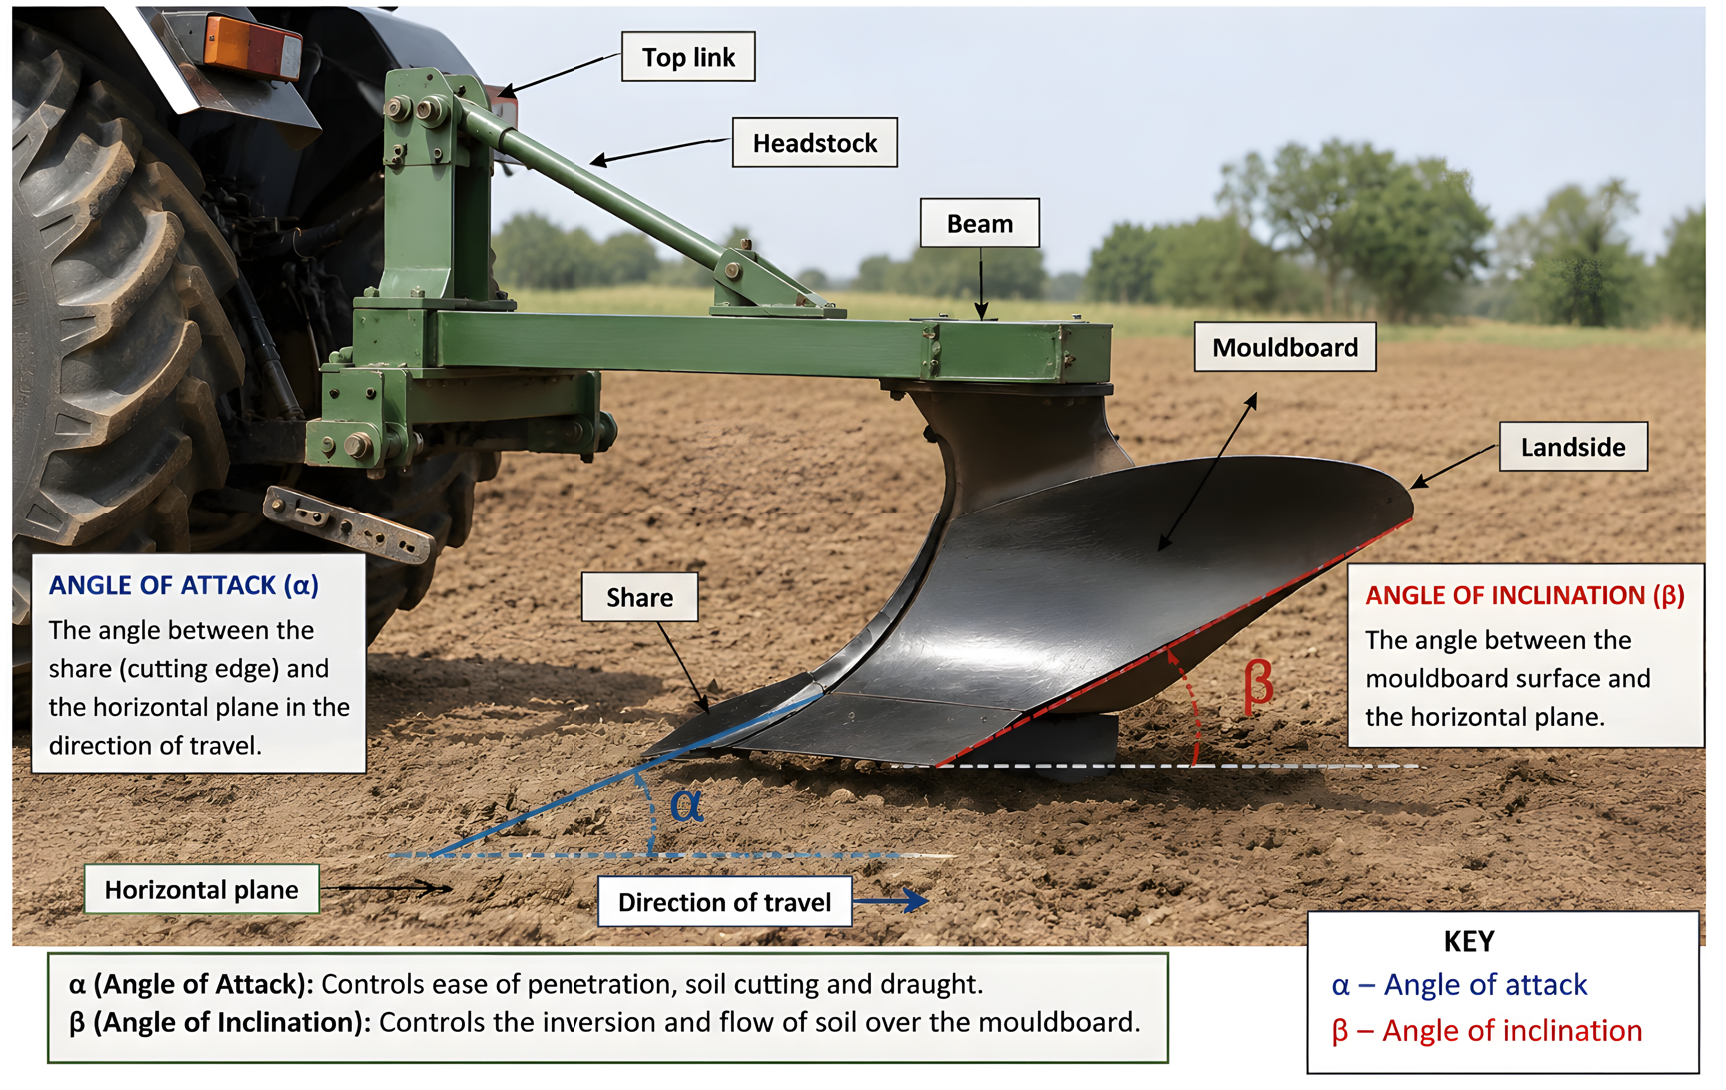 Top link
Headstock
Beam
Mouldboard
Landside
Share
ANGLE OF ATTACK (α)
The angle between the
share (cutting edge) and
the horizontal plane in the
direction of travel.
ANGLE OF INCLINATION (β)
The angle between the
mouldboard surface and
the horizontal plane.
β
α
Horizontal plane
Direction of travel
KEY
α – Angle of attack
β – Angle of inclination
α (Angle of Attack): Controls ease of penetration, soil cutting and draught.
β (Angle of Inclination): Controls the inversion and flow of soil over the mouldboard.